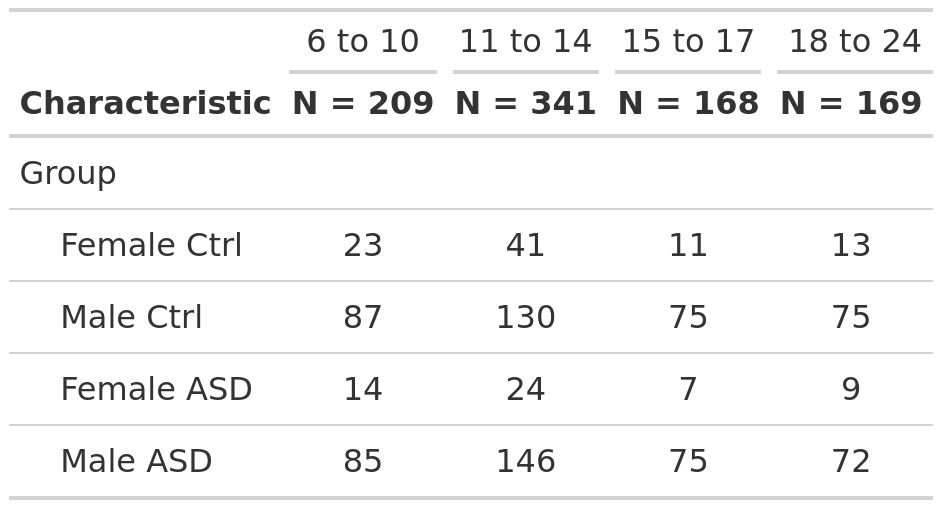 6 to 10 11 to 14 15 to 17 18 to 24
Characteristic N = 209 N = 341 N = 168 N = 169
Group
Female Ctrl 23 41 11 13
Male Ctrl 87 130 75 75
Female ASD 14 24 7 9
Male ASD 85 146 75 72